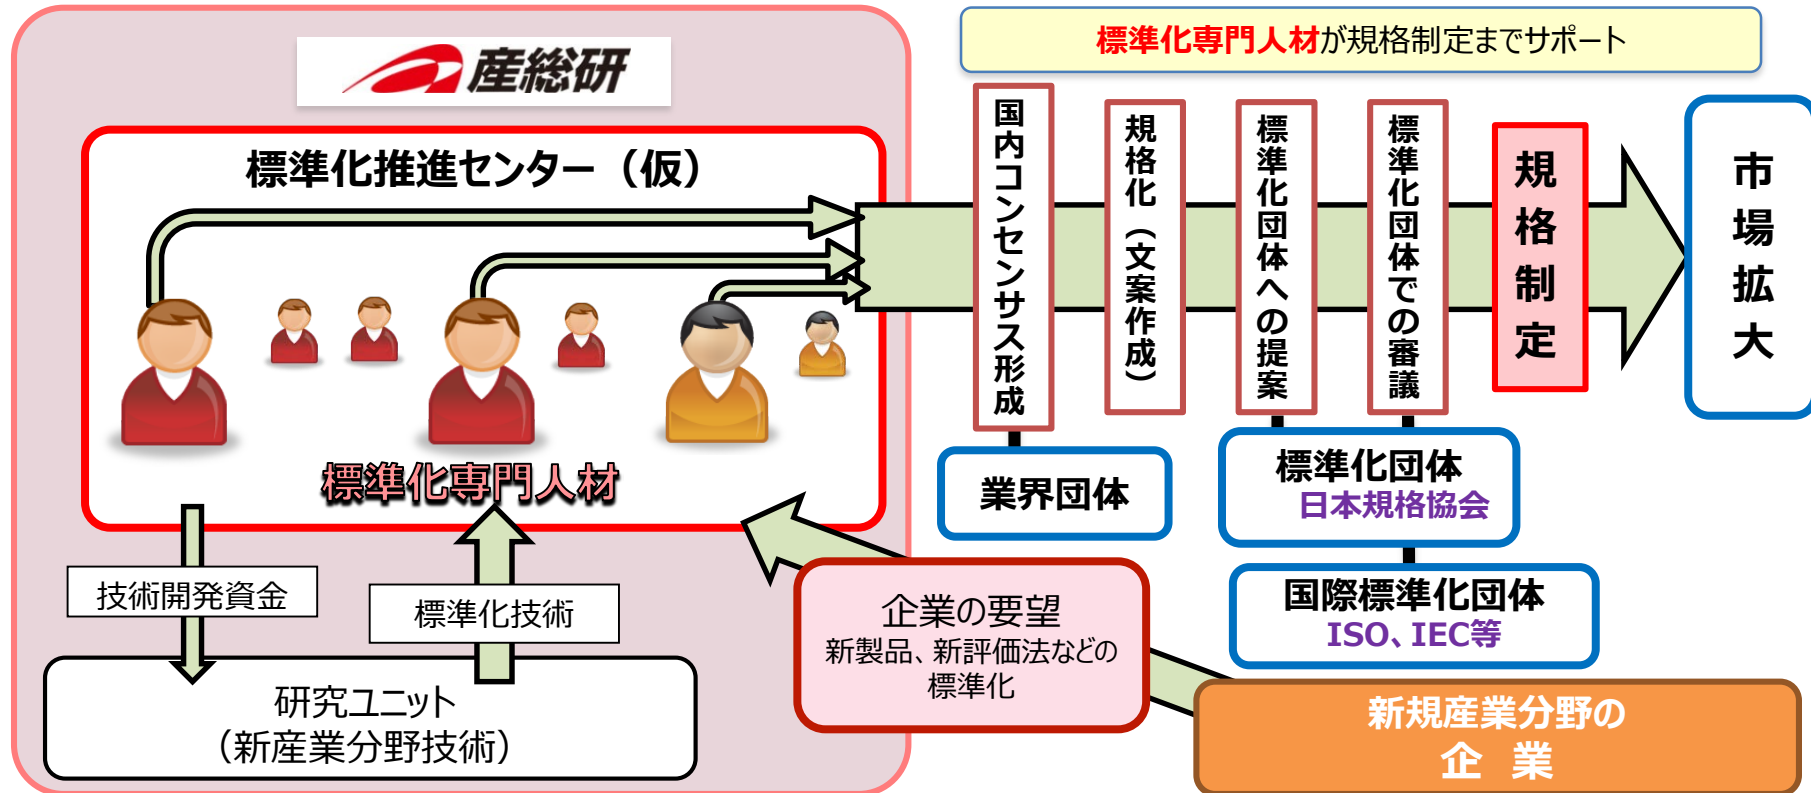 産総研
標準化推進センター（仮）
標準化専門人材
技術開発資金
標準化技術
研究ユニット
（新産業分野技術）
標準化専門人材が規格制定までサポート
国内コンセンサス形成
規格化（文案作成）
標準化団体への提案
標準化団体での審議
規格制定
市場拡大
業界団体
標準化団体
日本規格協会
国際標準化団体
ISO、IEC等
企業の要望
新製品、新評価法などの
標準化
新規産業分野の
企　業